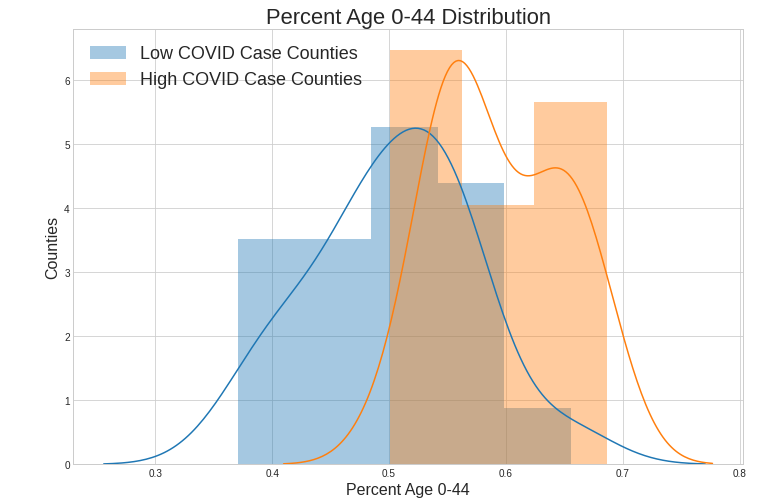 Percent Age 0-44 Distribution
Low COVID Case Counties
High COVID Case Counties
Counties
6
5
4
3
2
1
0
0.3 0.4 0.5 0.6 0.7 0.8
Percent Age 0-44